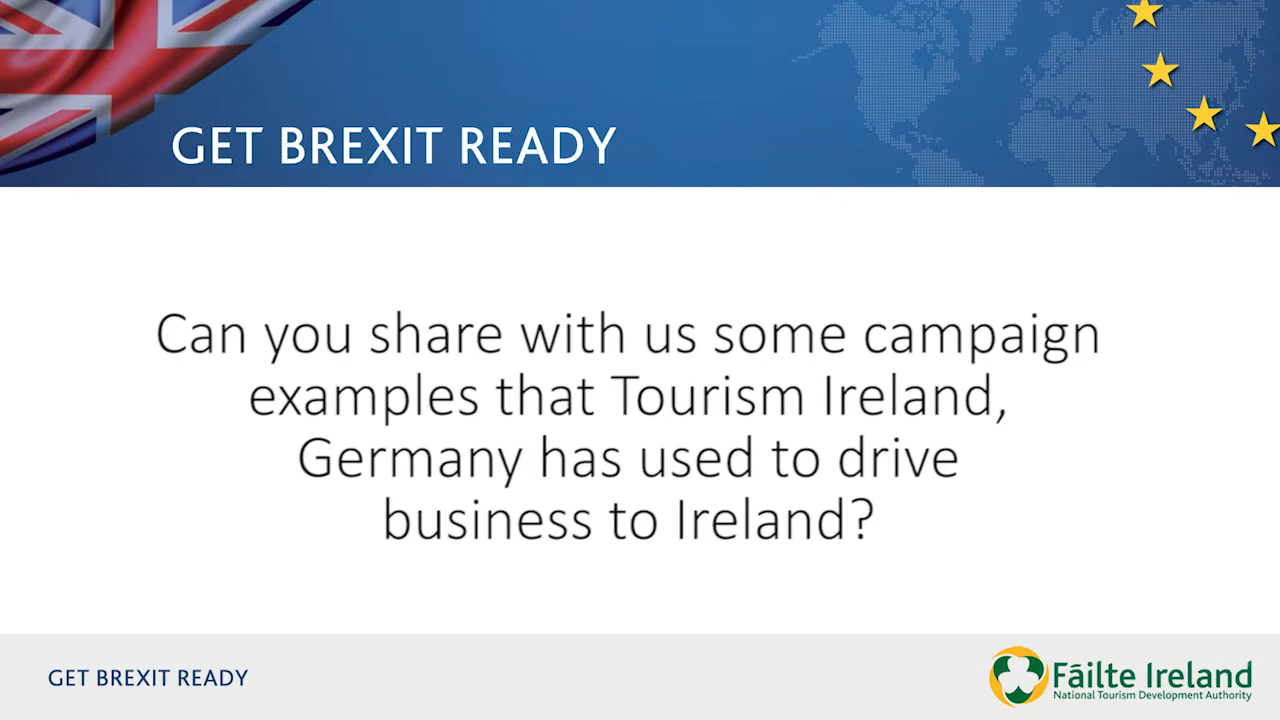 GET BREXIT READY
Can you share with us some campaign
examples that Tourism Ireland,
Germany has used to drive
business to Ireland?
GET BREXIT READY
Fáilte Ireland
National Tourism Development Authority